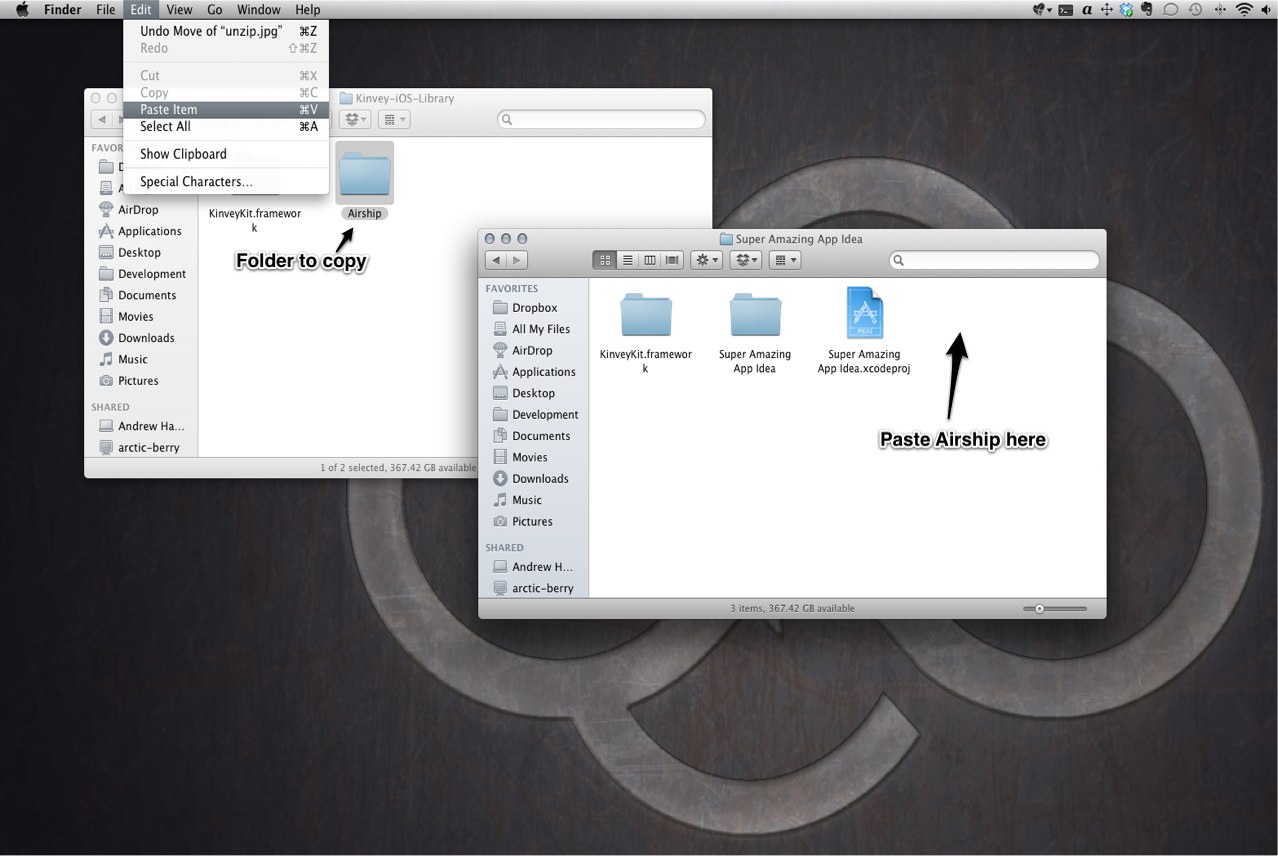 Finder File Edit View Go Window Help
Undo Move of “unzip.jpg” ⌘Z
Redo ⇧⌘Z
Cut ⌘X
Copy ⌘C
Paste Item ⌘V
Select All ⌘A
Show Clipboard
Special Characters...
Kinvey-iOS-Library
FAVOR
D
A
AirDrop
Applications
Desktop
Development
Documents
Movies
Downloads
Music
Pictures
SHARED
Andrew Ha...
arctic-berry
KinveyKit.framewor
k
Airship
Folder to copy
1 of 2 selected, 367.42 GB available
Super Amazing App Idea
FAVORITES
Dropbox
All My Files
AirDrop
Applications
Desktop
Development
Documents
Movies
Downloads
Music
Pictures
SHARED
Andrew H...
arctic-berry
KinveyKit.framewor
k
Super Amazing
App Idea
Super Amazing
App Idea.xcodeproj
Paste Airship here
3 items, 367.42 GB available